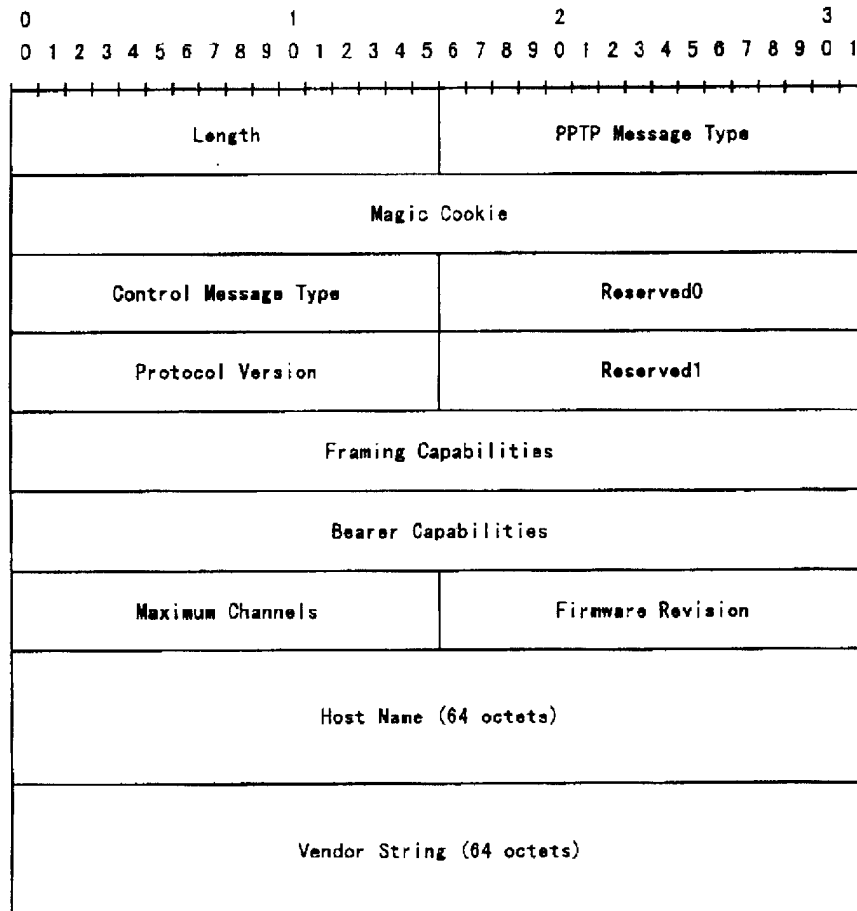 0 1 2 3
0 1 2 3 4 5 6 7 8 9 0 1 2 3 4 5 6 7 8 9 0 1 2 3 4 5 6 7 8 9 0 1
Length PPTP Message Type
Magic Cookie
Control Message Type Reserved0
Protocol Version Reserved1
Framing Capabilities
Bearer Capabilities
Maximum Channels Firmware Revision
Host Name (64 octets)
Vendor String (64 octets)